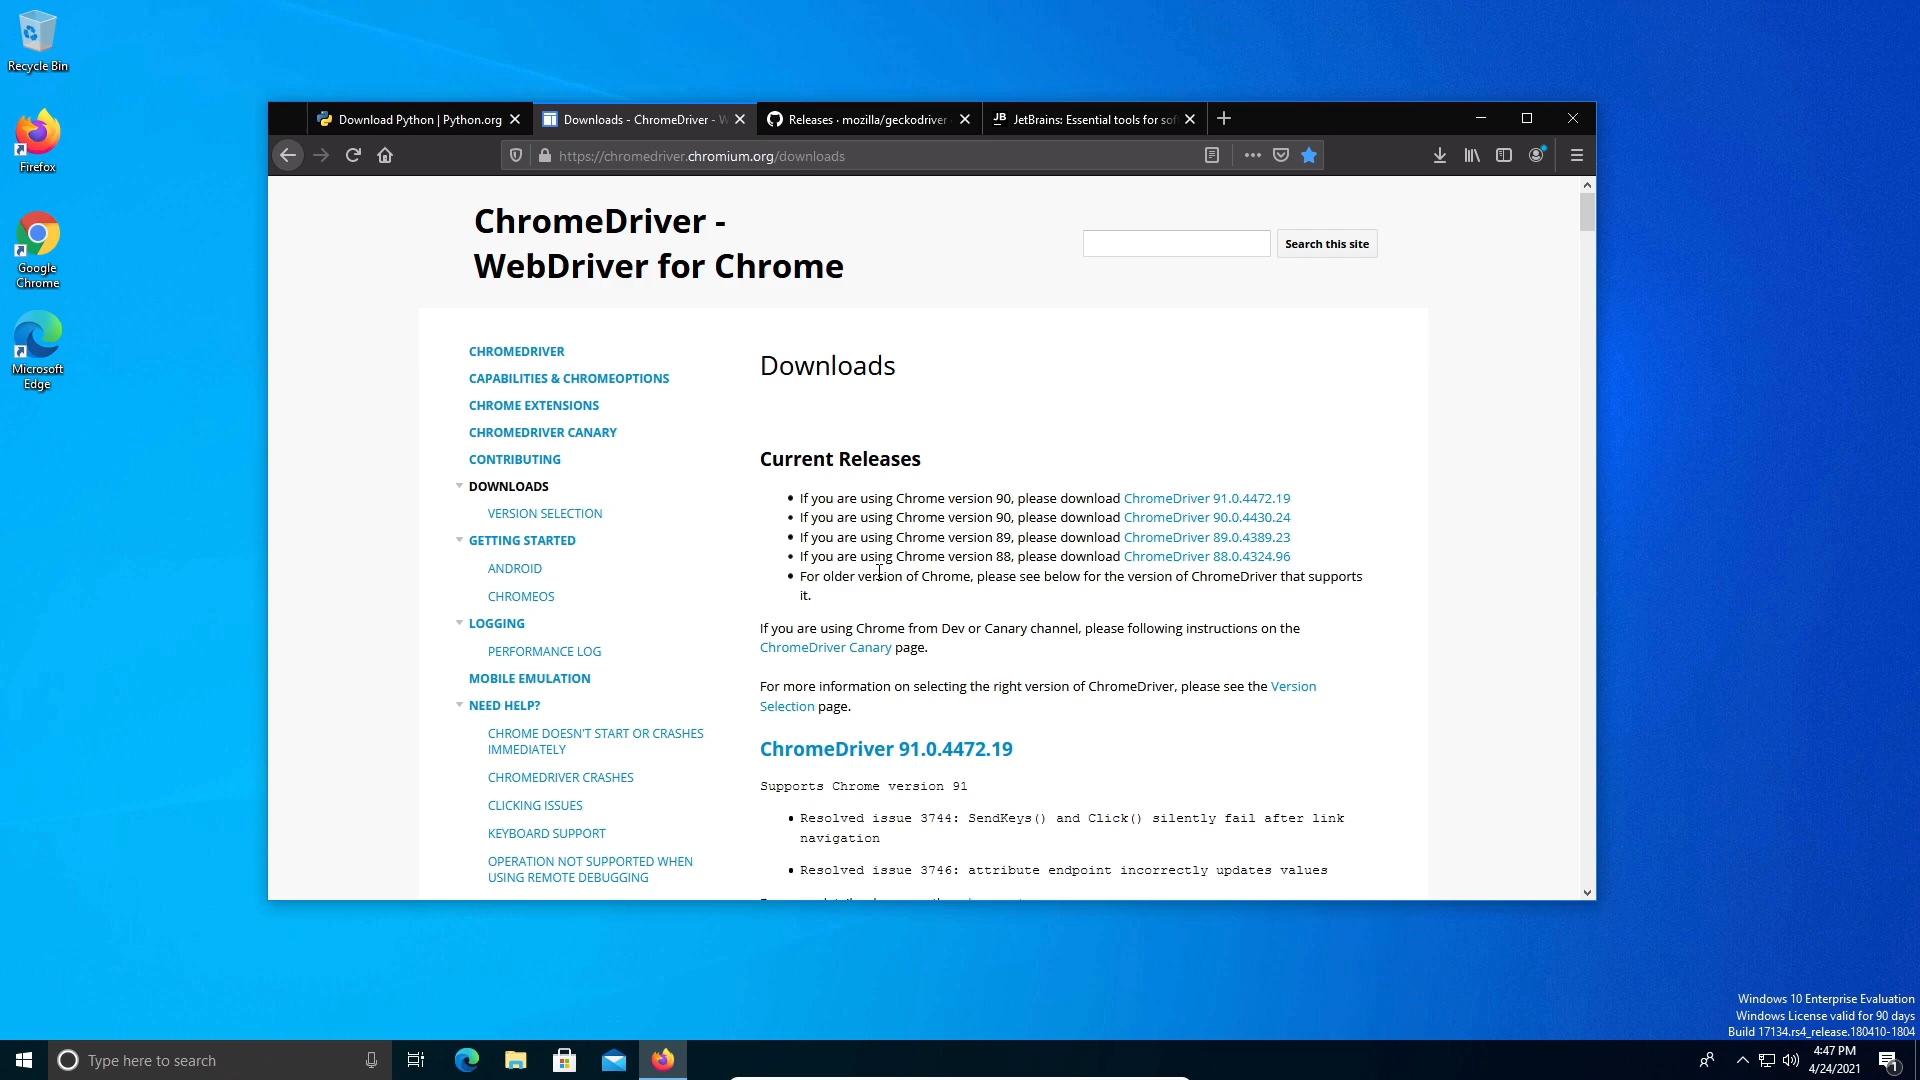 Recycle Bin
Firefox
Google
Chrome
Microsoft
Edge
Download Python | Python.org
Downloads - ChromeDriver - W
Releases · mozilla/geckodriver
JB JetBrains: Essential tools for sof
https://chromedriver.chromium.org/downloads
ChromeDriver -
WebDriver for Chrome
Search this site
CHROMEDRIVER
CAPABILITIES & CHROMEOPTIONS
CHROME EXTENSIONS
CHROMEDRIVER CANARY
CONTRIBUTING
DOWNLOADS
VERSION SELECTION
GETTING STARTED
ANDROID
CHROMEOS
LOGGING
PERFORMANCE LOG
MOBILE EMULATION
NEED HELP?
CHROME DOESN'T START OR CRASHES
IMMEDIATELY
CHROMEDRIVER CRASHES
CLICKING ISSUES
KEYBOARD SUPPORT
OPERATION NOT SUPPORTED WHEN
USING REMOTE DEBUGGING
Downloads
Current Releases
If you are using Chrome version 90, please download ChromeDriver 91.0.4472.19
If you are using Chrome version 90, please download ChromeDriver 90.0.4430.24
If you are using Chrome version 89, please download ChromeDriver 89.0.4389.23
If you are using Chrome version 88, please download ChromeDriver 88.0.4324.96
For older version of Chrome, please see below for the version of ChromeDriver that supports
it.
If you are using Chrome from Dev or Canary channel, please following instructions on the
ChromeDriver Canary page.
For more information on selecting the right version of ChromeDriver, please see the Version
Selection page.
ChromeDriver 91.0.4472.19
Supports Chrome version 91
Resolved issue 3744: SendKeys() and Click() silently fail after link
navigation
Resolved issue 3746: attribute endpoint incorrectly updates values
Windows 10 Enterprise Evaluation
Windows License valid for 90 days
Build 17134.rs4_release.180410-1804
Type here to search
4:47 PM
4/24/2021
1